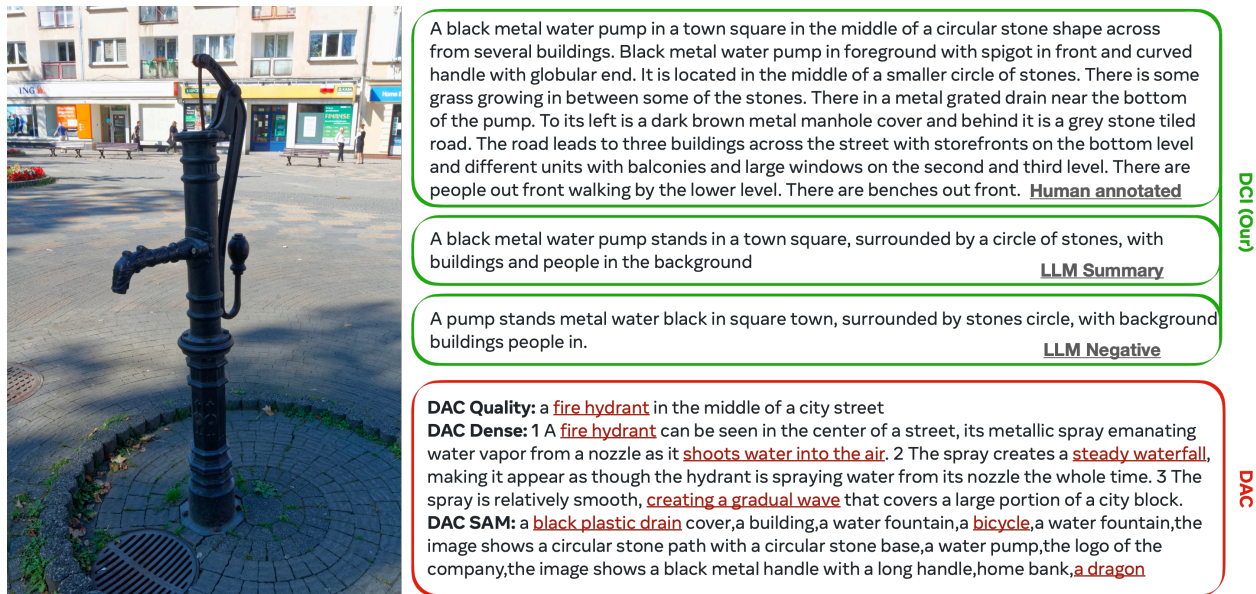 ING
FINANSE
A black metal water pump in a town square in the middle of a circular stone shape across
from several buildings. Black metal water pump in foreground with spigot in front and curved
handle with globular end. It is located in the middle of a smaller circle of stones. There is some
grass growing in between some of the stones. There in a metal grated drain near the bottom
of the pump. To its left is a dark brown metal manhole cover and behind it is a grey stone tiled
road. The road leads to three buildings across the street with storefronts on the bottom level
and different units with balconies and large windows on the second and third level. There are
people out front walking by the lower level. There are benches out front. Human annotated
A black metal water pump stands in a town square, surrounded by a circle of stones, with
buildings and people in the background
LLM Summary
A pump stands metal water black in square town, surrounded by stones circle, with background
buildings people in.
LLM Negative
DCI (Our)
DAC Quality: a fire hydrant in the middle of a city street
DAC Dense: 1 A fire hydrant can be seen in the center of a street, its metallic spray emanating
water vapor from a nozzle as it shoots water into the air. 2 The spray creates a steady waterfall,
making it appear as though the hydrant is spraying water from its nozzle the whole time. 3 The
spray is relatively smooth, creating a gradual wave that covers a large portion of a city block.
DAC SAM: a black plastic drain cover,a building,a water fountain,a bicycle,a water fountain,the
image shows a circular stone path with a circular stone base,a water pump,the logo of the
company,the image shows a black metal handle with a long handle,home bank,a dragon
DAC